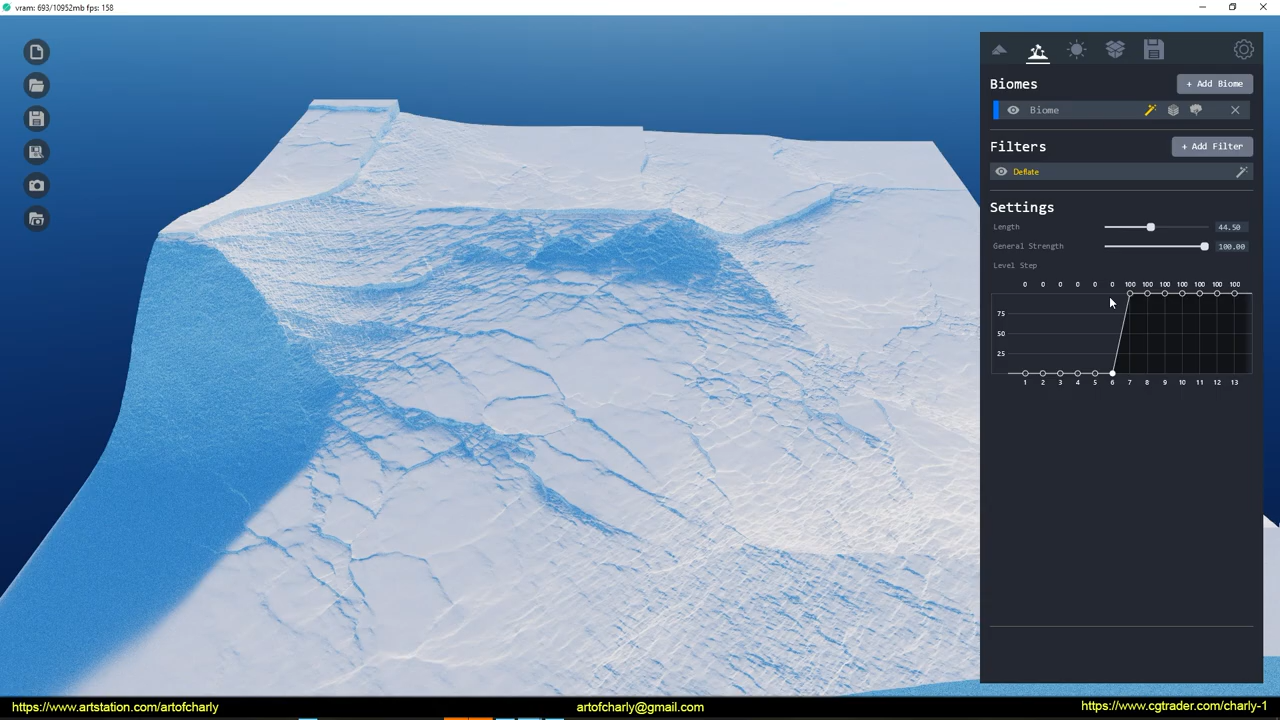 vram: 693/10952mb fps: 158
Biomes
+ Add Biome
Biome
Filters
+ Add Filter
Deflate
Settings
Length 44.50
General Strength 100.00
Level Step
0 0 0 0 0 0 100 100 100 100 100 100 100
75
50
25
1 2 3 4 5 6 7 8 9 10 11 12 13
https://www.artstation.com/artofcharly
artofcharly@gmail.com
https://www.cgtrader.com/charly-1